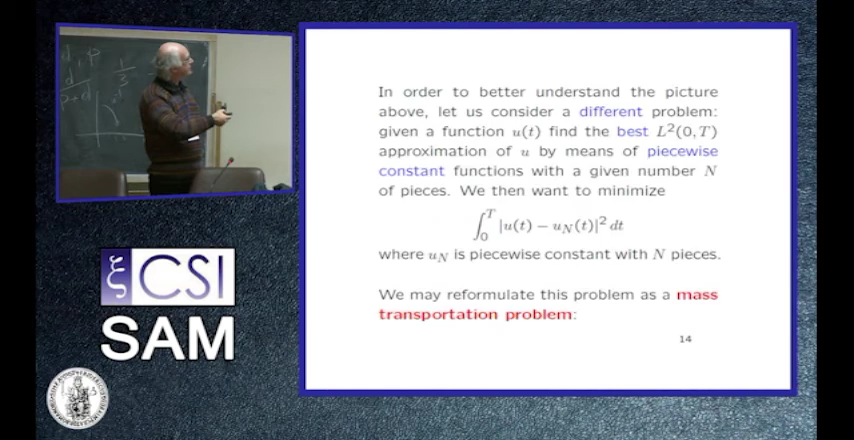 In order to better understand the picture
above, let us consider a different problem:
given a function u(t) find the best L²(0,T)
approximation of u by means of piecewise
constant functions with a given number N
of pieces. We then want to minimize
∫₀ᵀ |u(t) − u_N(t)|² dt
where u_N is piecewise constant with N pieces.
We may reformulate this problem as a mass
transportation problem:
14
ξ CSI
SAM